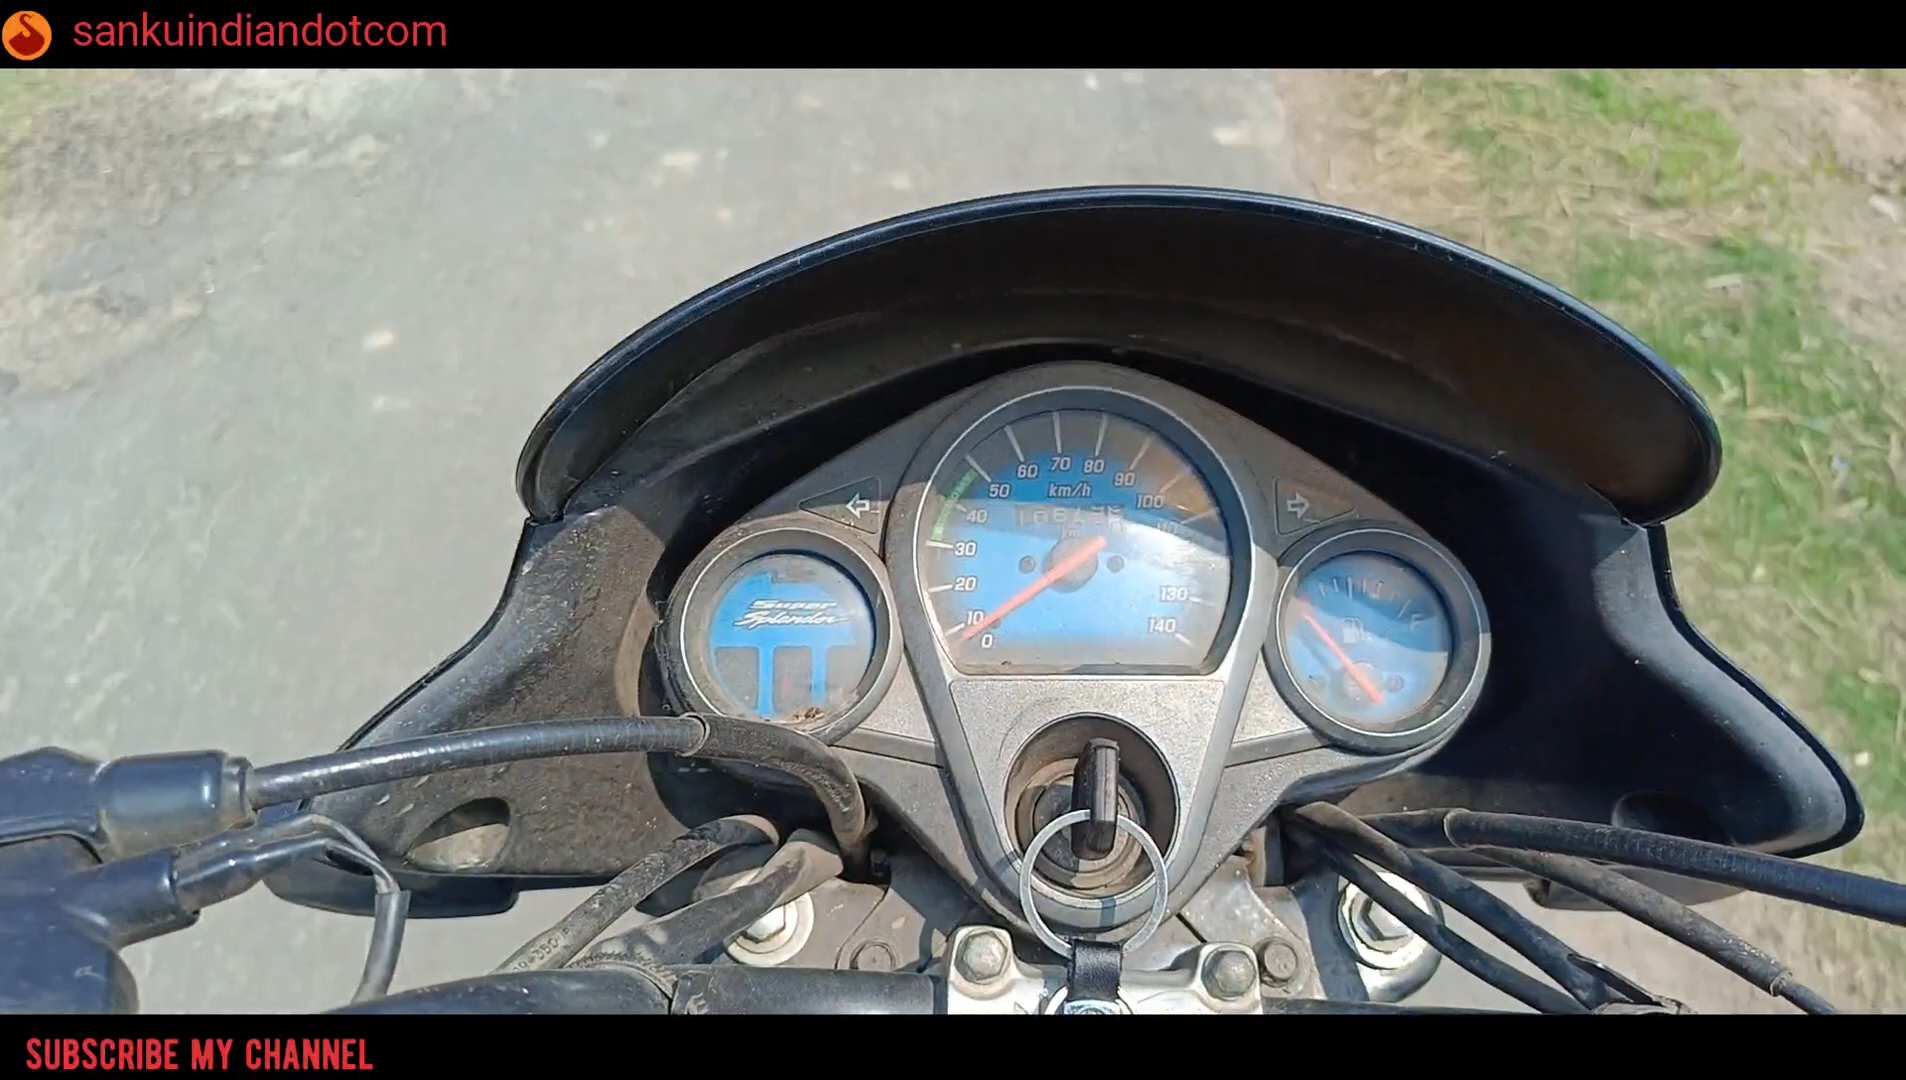 sankuindiandotcom
60 70 80
50 km/h 90
40 100
30
20 130
10
0 140
Super
Splendor
km
SUBSCRIBE MY CHANNEL